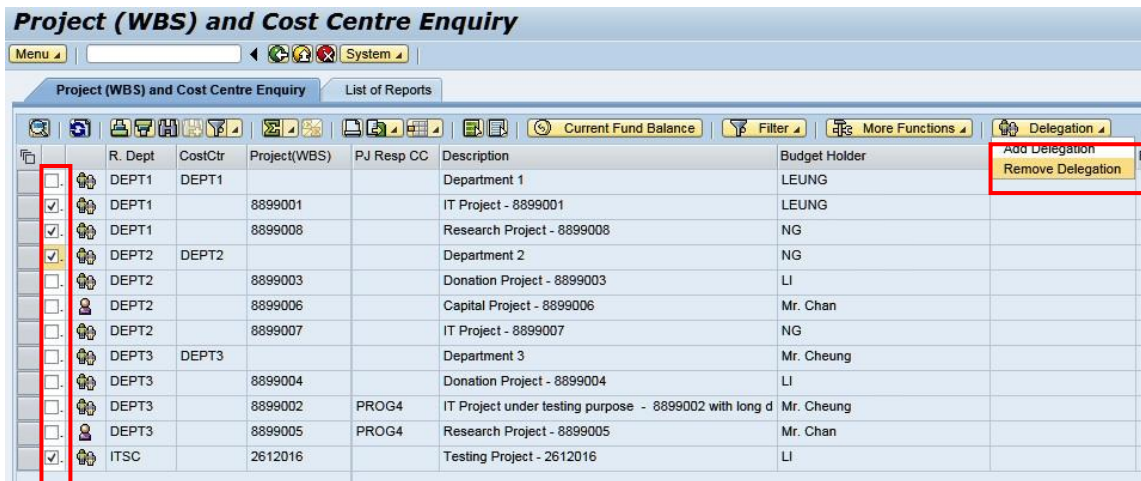 Project (WBS) and Cost Centre Enquiry
Menu System
Project (WBS) and Cost Centre Enquiry List of Reports
Current Fund Balance Filter More Functions Delegation
Add Delegation
Remove Delegation
R. Dept CostCtr Project(WBS) PJ Resp CC Description Budget Holder
DEPT1 DEPT1 Department 1 LEUNG
DEPT1 8899001 IT Project - 8899001 LEUNG
DEPT1 8899008 Research Project - 8899008 NG
DEPT2 DEPT2 Department 2 NG
DEPT2 8899003 Donation Project - 8899003 LI
DEPT2 8899006 Capital Project - 8899006 Mr. Chan
DEPT2 8899007 IT Project - 8899007 NG
DEPT3 DEPT3 Department 3 Mr. Cheung
DEPT3 8899004 Donation Project - 8899004 LI
DEPT3 8899002 PROG4 IT Project under testing purpose - 8899002 with long d Mr. Cheung
DEPT3 8899005 PROG4 Research Project - 8899005 Mr. Chan
ITSC 2612016 Testing Project - 2612016 LI